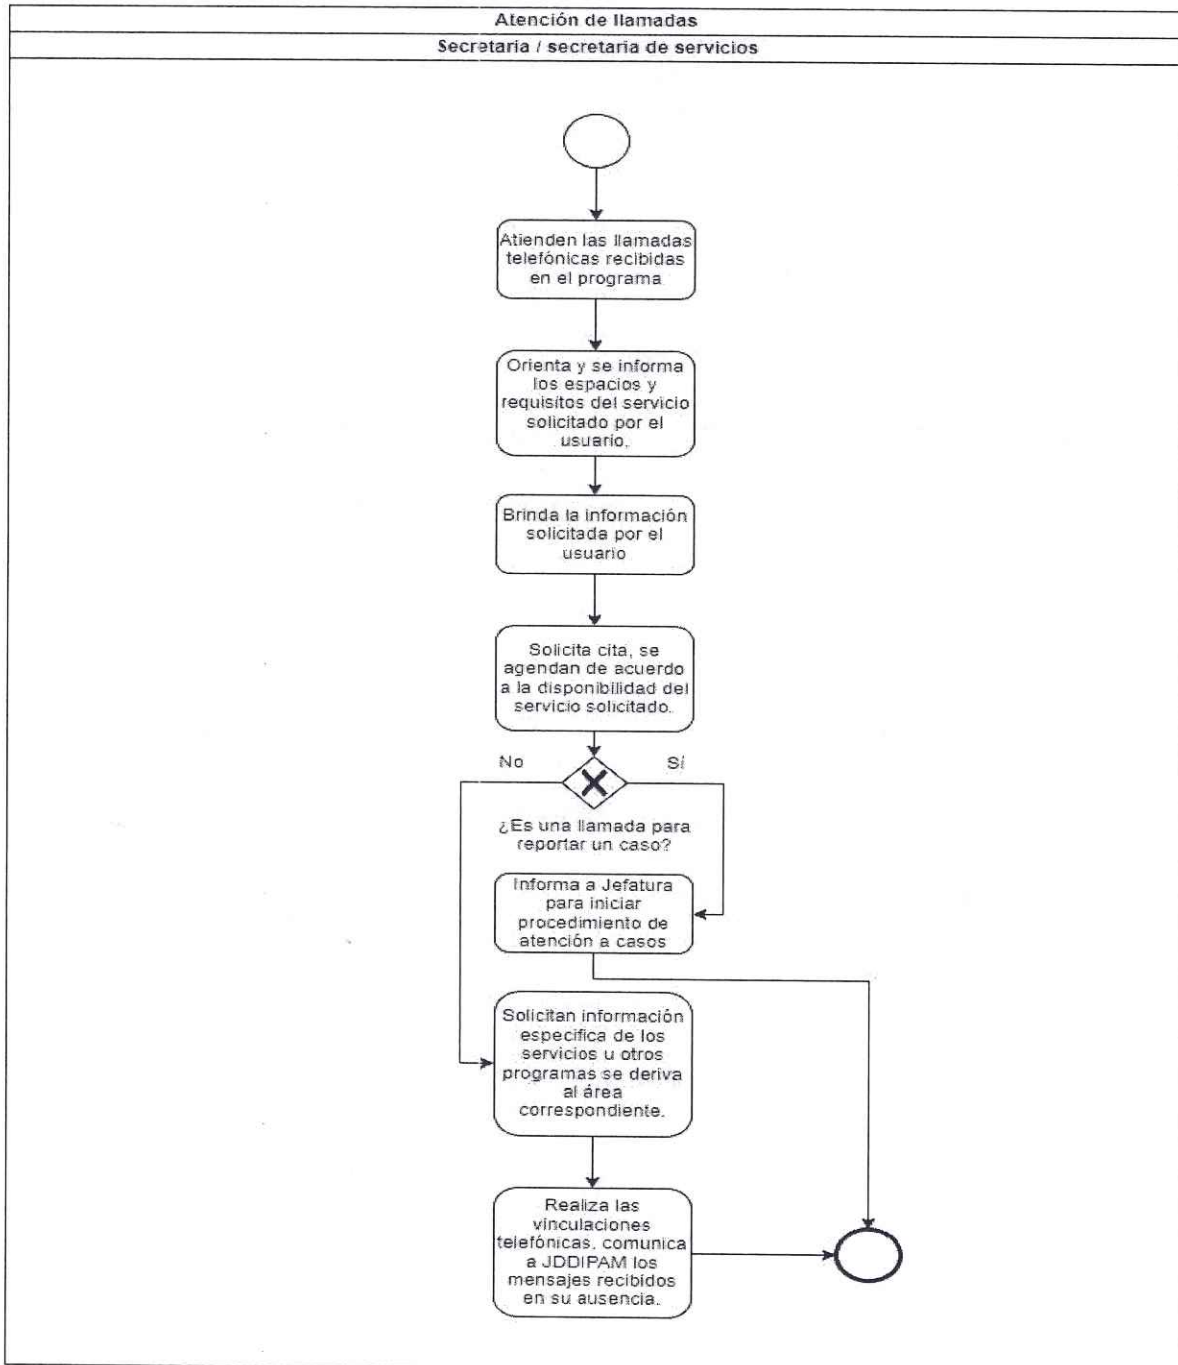 Atención de llamadas
Secretaria / secretaria de servicios
Atienden las llamadas
telefónicas recibidas
en el programa
Orienta y se informa
los espacios y
requisitos del servicio
solicitado por el
usuario.
Brinda la información
solicitada por el
usuario
Solicita cita, se
agendan de acuerdo
a la disponibilidad del
servicio solicitado.
No
Sí
¿Es una llamada para
reportar un caso?
Informa a Jefatura
para iniciar
procedimiento de
atención a casos
Solicitan información
especifica de los
servicios u otros
programas se deriva
al área
correspondiente.
Realiza las
vinculaciones
telefónicas, comunica
a JDDIPAM los
mensajes recibidos
en su ausencia.